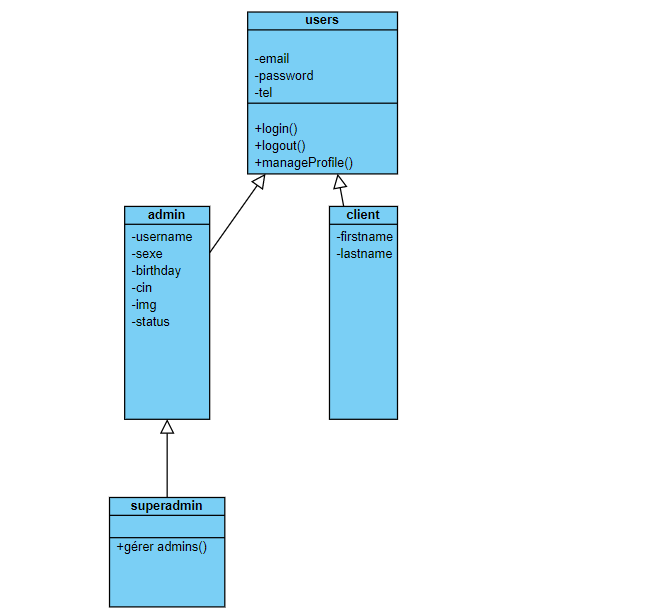 users
-email
-password
-tel
+login()
+logout()
+manageProfile()
admin
-username
-sexe
-birthday
-cin
-img
-status
client
-firstname
-lastname
superadmin
+gérer admins()